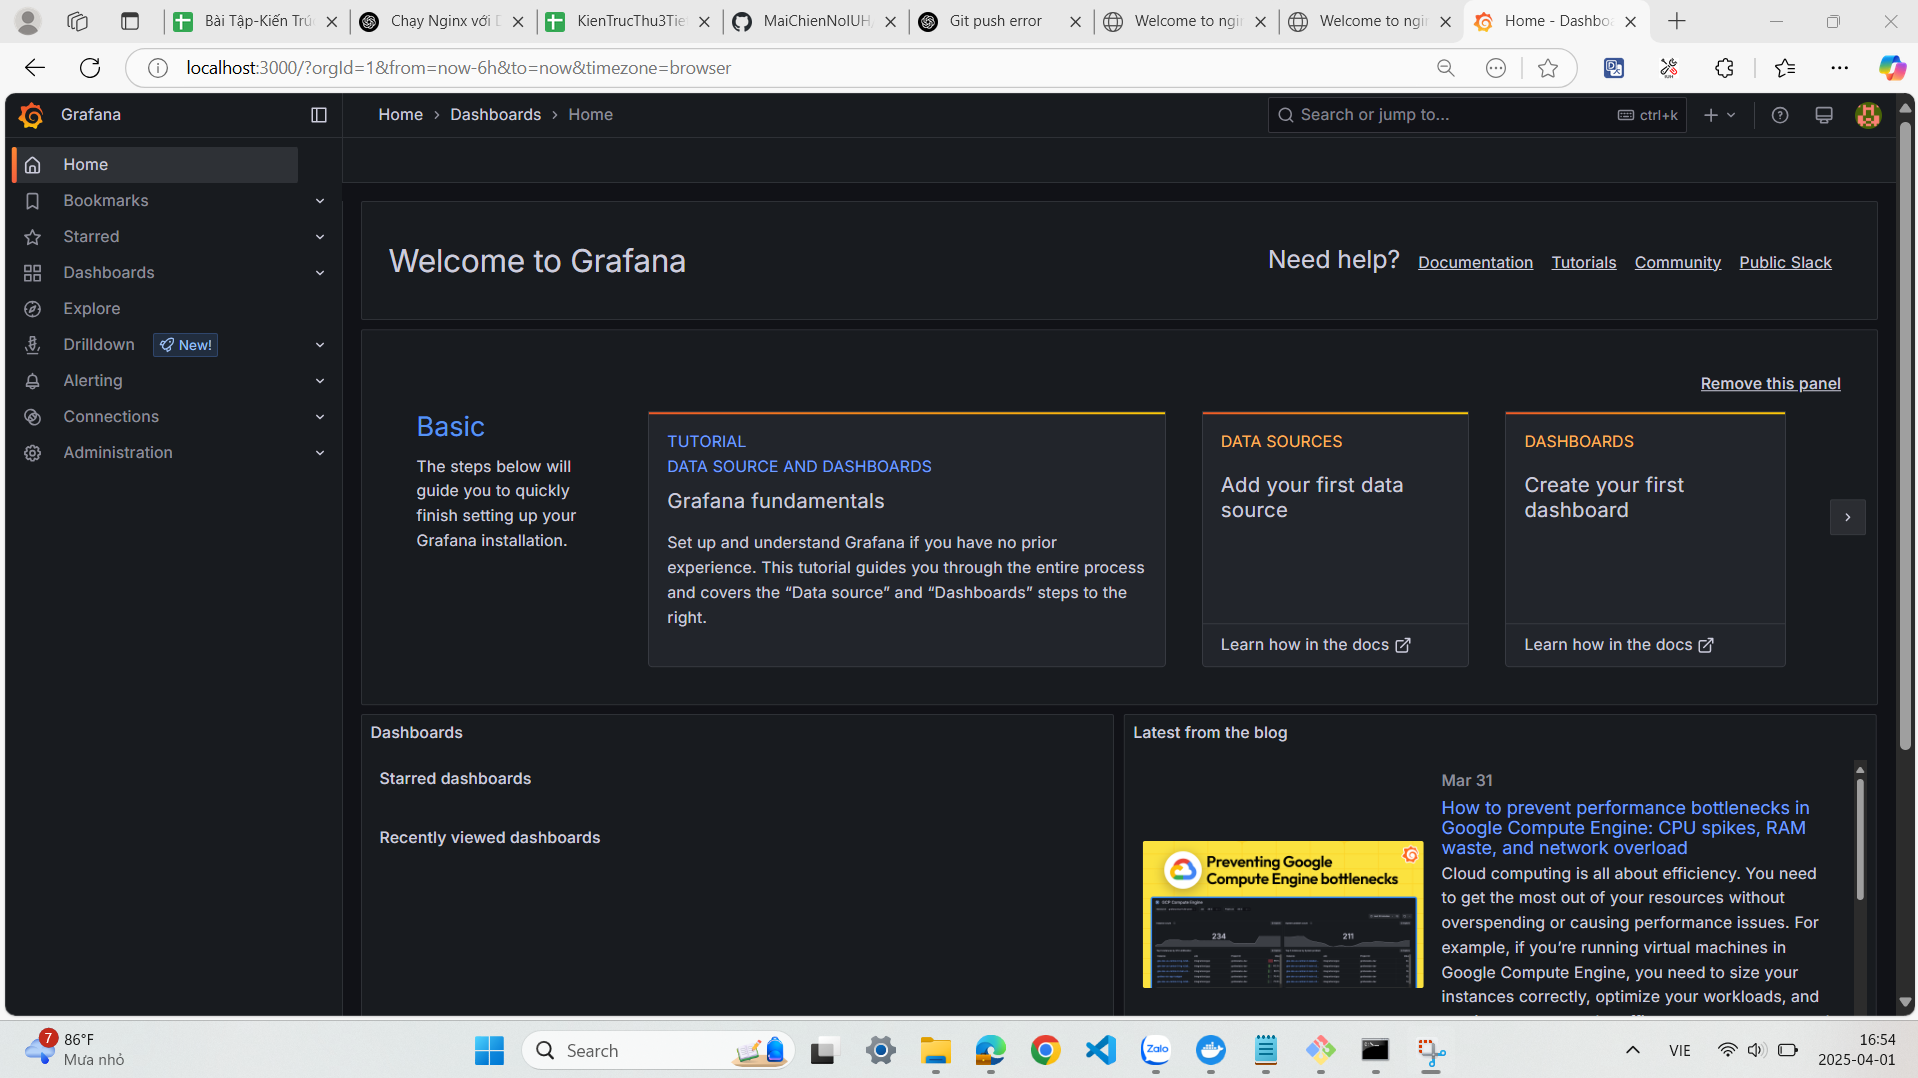 Bài Tập-Kiến Trú
Chạy Nginx với D
KienTrucThu3Tie
MaiChienNoIUH
Git push error
Welcome to ngin
Welcome to ngin
Home - Dashboa
localhost:3000/?orgId=1&from=now-6h&to=now&timezone=browser
Grafana
Home
Dashboards
Home
Search or jump to...
ctrl+k
Home
Bookmarks
Starred
Dashboards
Explore
Drilldown
New!
Alerting
Connections
Administration
Welcome to Grafana
Need help?
Documentation
Tutorials
Community
Public Slack
Remove this panel
Basic
The steps below will
guide you to quickly
finish setting up your
Grafana installation.
TUTORIAL
DATA SOURCE AND DASHBOARDS
Grafana fundamentals
Set up and understand Grafana if you have no prior
experience. This tutorial guides you through the entire process
and covers the “Data source” and “Dashboards” steps to the
right.
DATA SOURCES
Add your first data
source
Learn how in the docs
DASHBOARDS
Create your first
dashboard
Learn how in the docs
Dashboards
Starred dashboards
Recently viewed dashboards
Latest from the blog
Mar 31
How to prevent performance bottlenecks in
Google Compute Engine: CPU spikes, RAM
waste, and network overload
Preventing Google
Compute Engine bottlenecks
GCP Compute Engine
234
211
Cloud computing is all about efficiency. You need
to get the most out of your resources without
overspending or causing performance issues. For
example, if you’re running virtual machines in
Google Compute Engine, you need to size your
instances correctly, optimize your workloads, and
7
86°F
Mưa nhỏ
Search
Zalo
VIE
16:54
2025-04-01